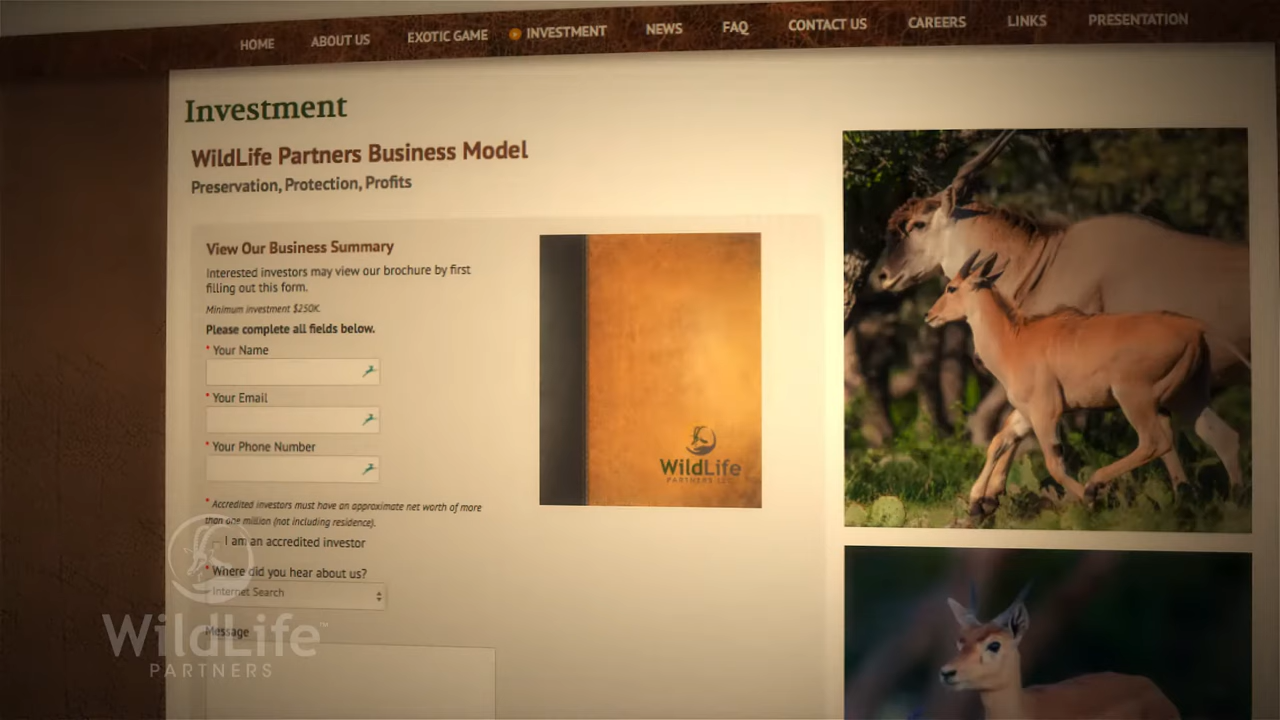 HOME ABOUT US EXOTIC GAME INVESTMENT NEWS FAQ CONTACT US CAREERS LINKS PRESENTATION
Investment
WildLife Partners Business Model
Preservation, Protection, Profits
View Our Business Summary
Interested investors may view our brochure by first
filling out this form.
Minimum investment $250K.
Please complete all fields below.
* Your Name
* Your Email
* Your Phone Number
* Accredited investors must have an approximate net worth of more
than one million (not including residence).
I am an accredited investor
* Where did you hear about us?
Internet Search
Message
WildLife
PARTNERS LLC
WildLife™
PARTNERS